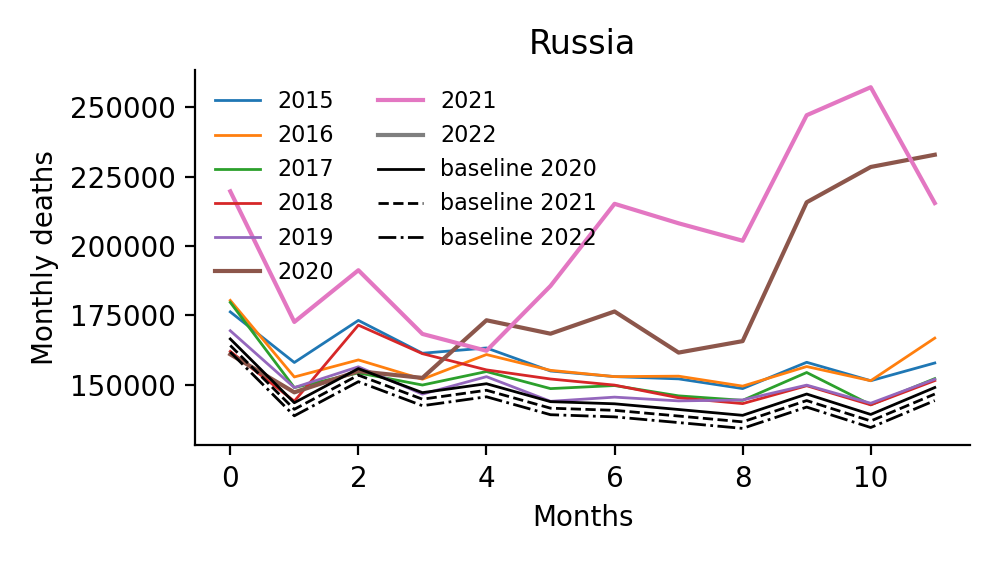 Russia
Monthly deaths
250000
225000
200000
175000
150000
2015
2016
2017
2018
2019
2020
2021
2022
baseline 2020
baseline 2021
baseline 2022
0 2 4 6 8 10
Months